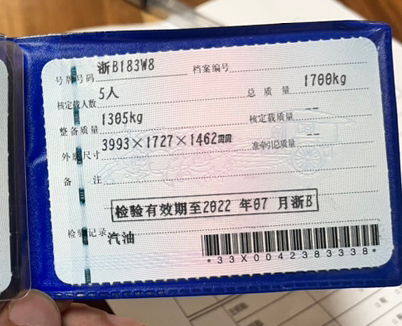 号牌号码 浙B183W8 档案编号
核定载人数 5人 总质量 1700kg
整备质量 1305kg 核定载质量
外廓尺寸 3993×1727×1462mm 准牵引总质量 --
备注
检验有效期至2022年07月浙B
检验记录 汽油
*33X0042383338*